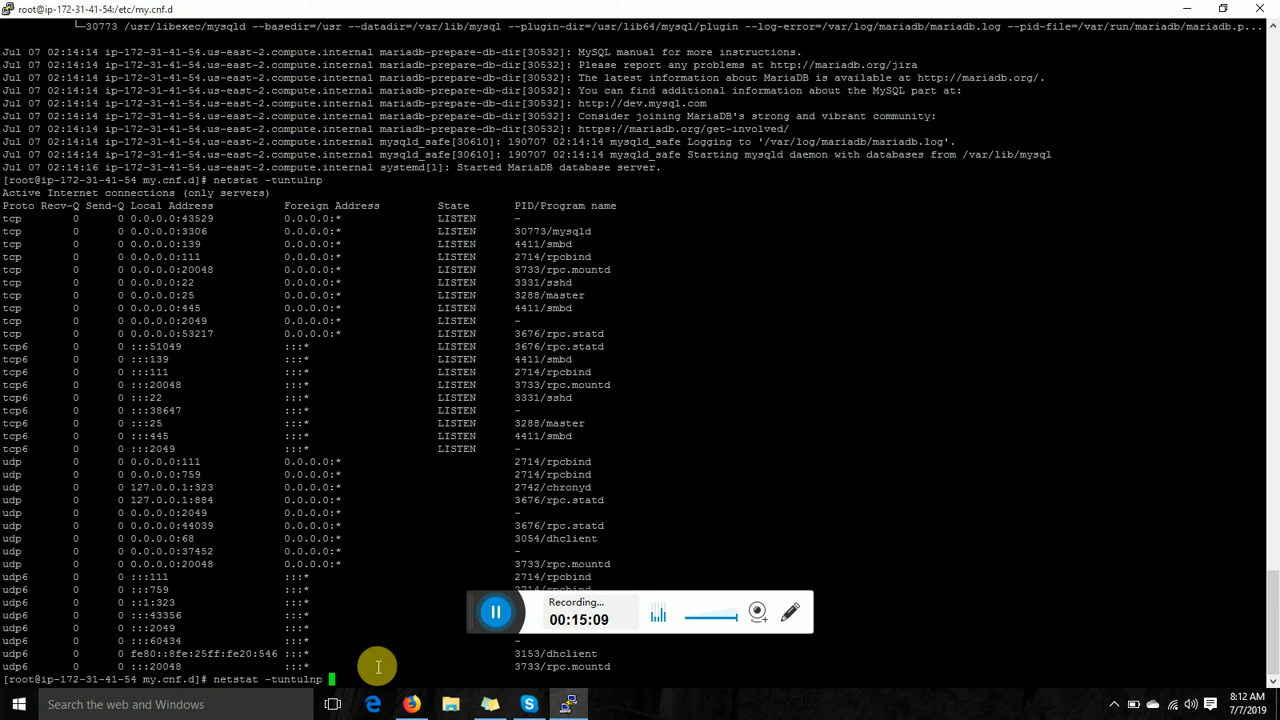 root@ip-172-31-41-54:/etc/my.cnf.d
└─30773 /usr/libexec/mysqld --basedir=/usr --datadir=/var/lib/mysql --plugin-dir=/usr/lib64/mysql/plugin --log-error=/var/log/mariadb/mariadb.log --pid-file=/var/run/mariadb/mariadb.p...
Jul 07 02:14:14 ip-172-31-41-54.us-east-2.compute.internal mariadb-prepare-db-dir[30532]: MySQL manual for more instructions.
Jul 07 02:14:14 ip-172-31-41-54.us-east-2.compute.internal mariadb-prepare-db-dir[30532]: Please report any problems at http://mariadb.org/jira
Jul 07 02:14:14 ip-172-31-41-54.us-east-2.compute.internal mariadb-prepare-db-dir[30532]: The latest information about MariaDB is available at http://mariadb.org/.
Jul 07 02:14:14 ip-172-31-41-54.us-east-2.compute.internal mariadb-prepare-db-dir[30532]: You can find additional information about the MySQL part at:
Jul 07 02:14:14 ip-172-31-41-54.us-east-2.compute.internal mariadb-prepare-db-dir[30532]: http://dev.mysql.com
Jul 07 02:14:14 ip-172-31-41-54.us-east-2.compute.internal mariadb-prepare-db-dir[30532]: Consider joining MariaDB's strong and vibrant community:
Jul 07 02:14:14 ip-172-31-41-54.us-east-2.compute.internal mariadb-prepare-db-dir[30532]: https://mariadb.org/get-involved/
Jul 07 02:14:14 ip-172-31-41-54.us-east-2.compute.internal mysqld_safe[30610]: 190707 02:14:14 mysqld_safe Logging to '/var/log/mariadb/mariadb.log'.
Jul 07 02:14:14 ip-172-31-41-54.us-east-2.compute.internal mysqld_safe[30610]: 190707 02:14:14 mysqld_safe Starting mysqld daemon with databases from /var/lib/mysql
Jul 07 02:14:16 ip-172-31-41-54.us-east-2.compute.internal systemd[1]: Started MariaDB database server.
[root@ip-172-31-41-54 my.cnf.d]# netstat -tuntulnp
Active Internet connections (only servers)
Proto Recv-Q Send-Q Local Address Foreign Address State PID/Program name
tcp 0 0 0.0.0.0:43529 0.0.0.0:* LISTEN -
tcp 0 0 0.0.0.0:3306 0.0.0.0:* LISTEN 30773/mysqld
tcp 0 0 0.0.0.0:139 0.0.0.0:* LISTEN 4411/smbd
tcp 0 0 0.0.0.0:111 0.0.0.0:* LISTEN 2714/rpcbind
tcp 0 0 0.0.0.0:20048 0.0.0.0:* LISTEN 3733/rpc.mountd
tcp 0 0 0.0.0.0:22 0.0.0.0:* LISTEN 3331/sshd
tcp 0 0 0.0.0.0:25 0.0.0.0:* LISTEN 3288/master
tcp 0 0 0.0.0.0:445 0.0.0.0:* LISTEN 4411/smbd
tcp 0 0 0.0.0.0:2049 0.0.0.0:* LISTEN -
tcp 0 0 0.0.0.0:53217 0.0.0.0:* LISTEN 3676/rpc.statd
tcp6 0 0 :::51049 :::* LISTEN 3676/rpc.statd
tcp6 0 0 :::139 :::* LISTEN 4411/smbd
tcp6 0 0 :::111 :::* LISTEN 2714/rpcbind
tcp6 0 0 :::20048 :::* LISTEN 3733/rpc.mountd
tcp6 0 0 :::22 :::* LISTEN 3331/sshd
tcp6 0 0 :::38647 :::* LISTEN -
tcp6 0 0 :::25 :::* LISTEN 3288/master
tcp6 0 0 :::445 :::* LISTEN 4411/smbd
tcp6 0 0 :::2049 :::* LISTEN -
udp 0 0 0.0.0.0:111 0.0.0.0:* 2714/rpcbind
udp 0 0 0.0.0.0:759 0.0.0.0:* 2714/rpcbind
udp 0 0 127.0.0.1:323 0.0.0.0:* 2742/chronyd
udp 0 0 127.0.0.1:884 0.0.0.0:* 3676/rpc.statd
udp 0 0 0.0.0.0:2049 0.0.0.0:* -
udp 0 0 0.0.0.0:44039 0.0.0.0:* 3676/rpc.statd
udp 0 0 0.0.0.0:68 0.0.0.0:* 3054/dhclient
udp 0 0 0.0.0.0:37452 0.0.0.0:* -
udp 0 0 0.0.0.0:20048 0.0.0.0:* 3733/rpc.mountd
udp6 0 0 :::111 :::* 2714/rpcbind
udp6 0 0 :::759 :::* 2714/rpcbind
udp6 0 0 ::1:323 :::*
udp6 0 0 :::43356 :::*
udp6 0 0 :::2049 :::*
udp6 0 0 :::60434 :::* -
udp6 0 0 fe80::8fe:25ff:fe20:546 :::* 3153/dhclient
udp6 0 0 :::20048 :::* 3733/rpc.mountd
[root@ip-172-31-41-54 my.cnf.d]# netstat -tuntulnp
Recording...
00:15:09
Search the web and Windows
8:12 AM
7/7/2019